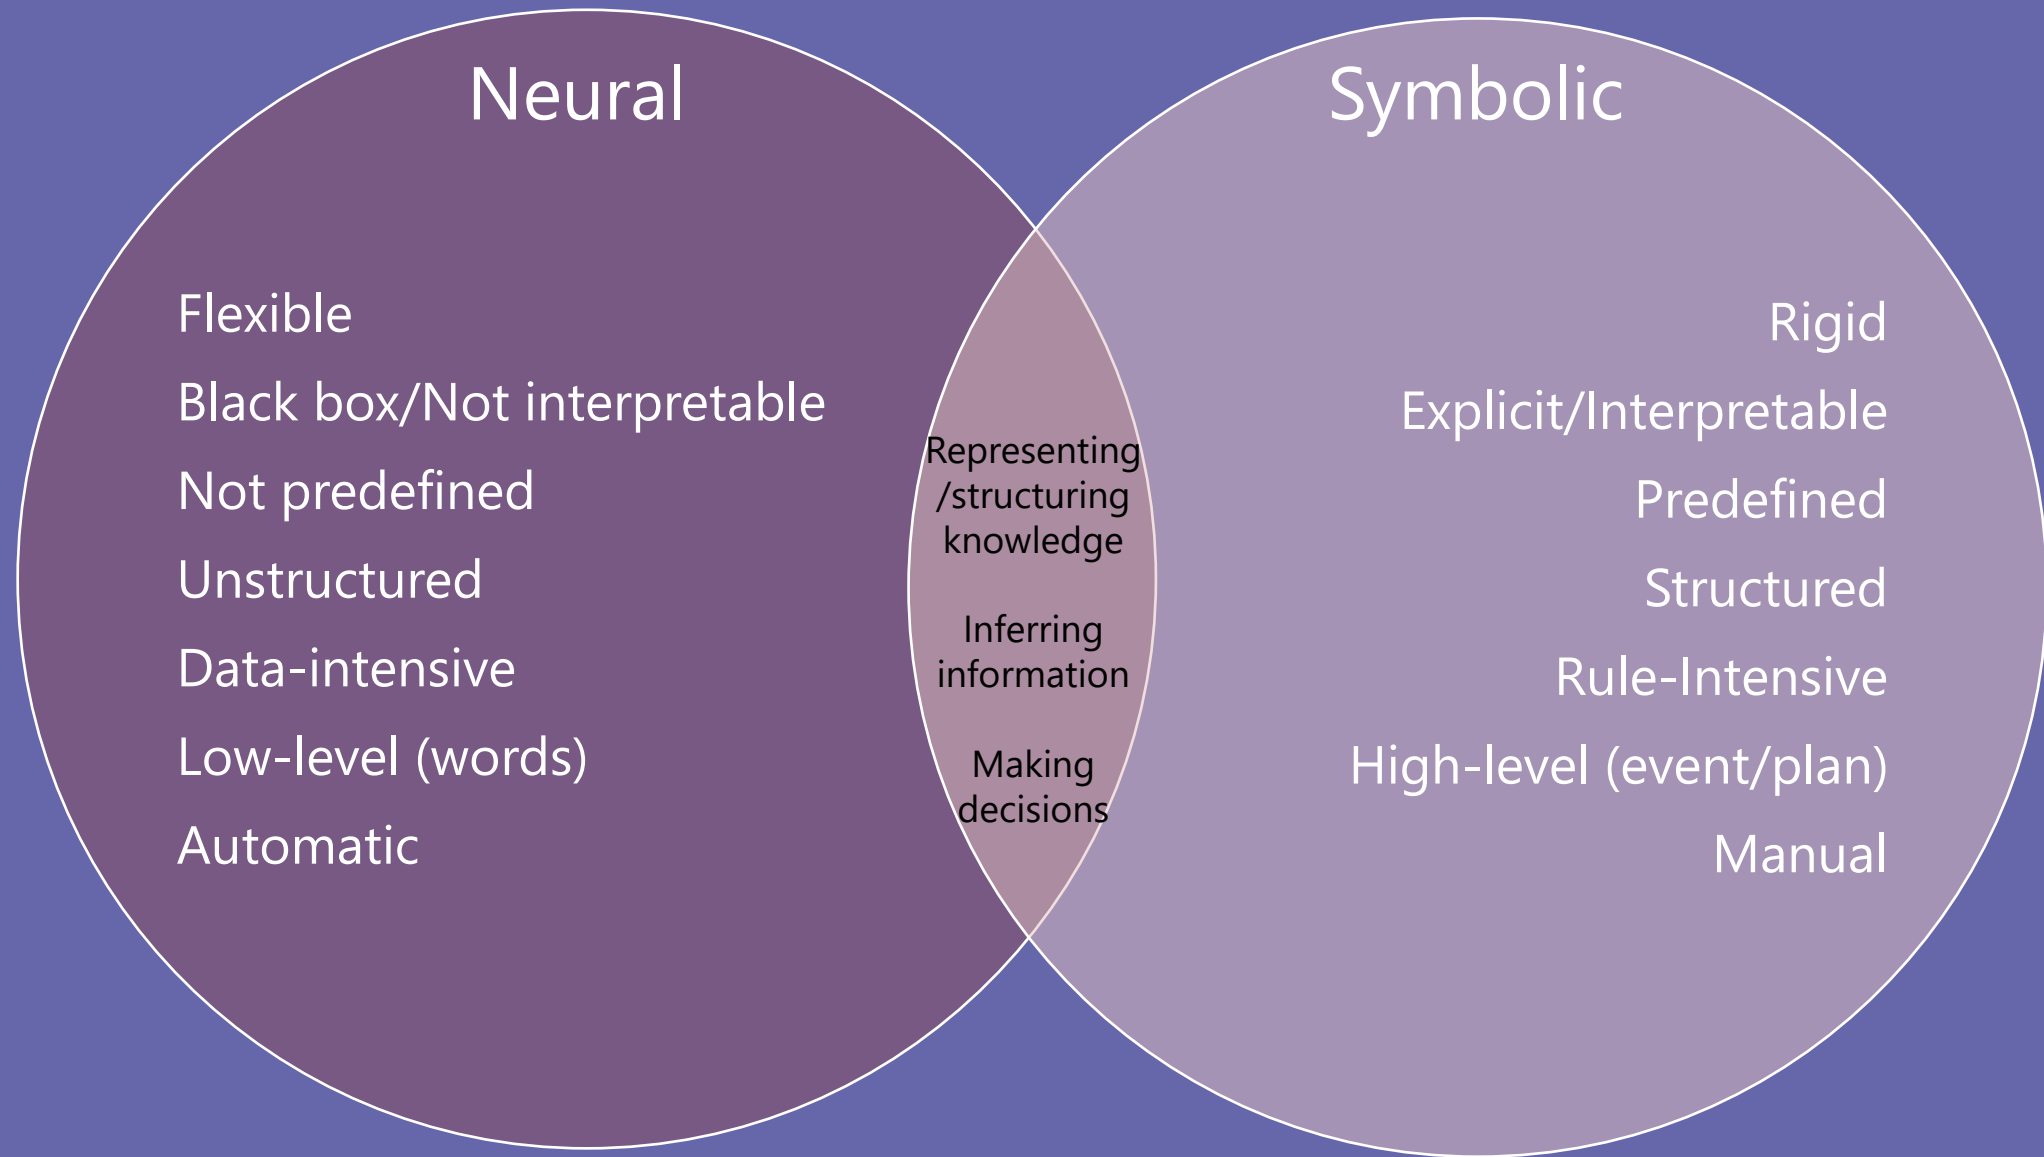 Neural
Flexible
Black box/Not interpretable
Not predefined
Unstructured
Data-intensive
Low-level (words)
Automatic
Representing
/structuring
knowledge
Inferring
information
Making
decisions
Symbolic
Rigid
Explicit/Interpretable
Predefined
Structured
Rule-Intensive
High-level (event/plan)
Manual